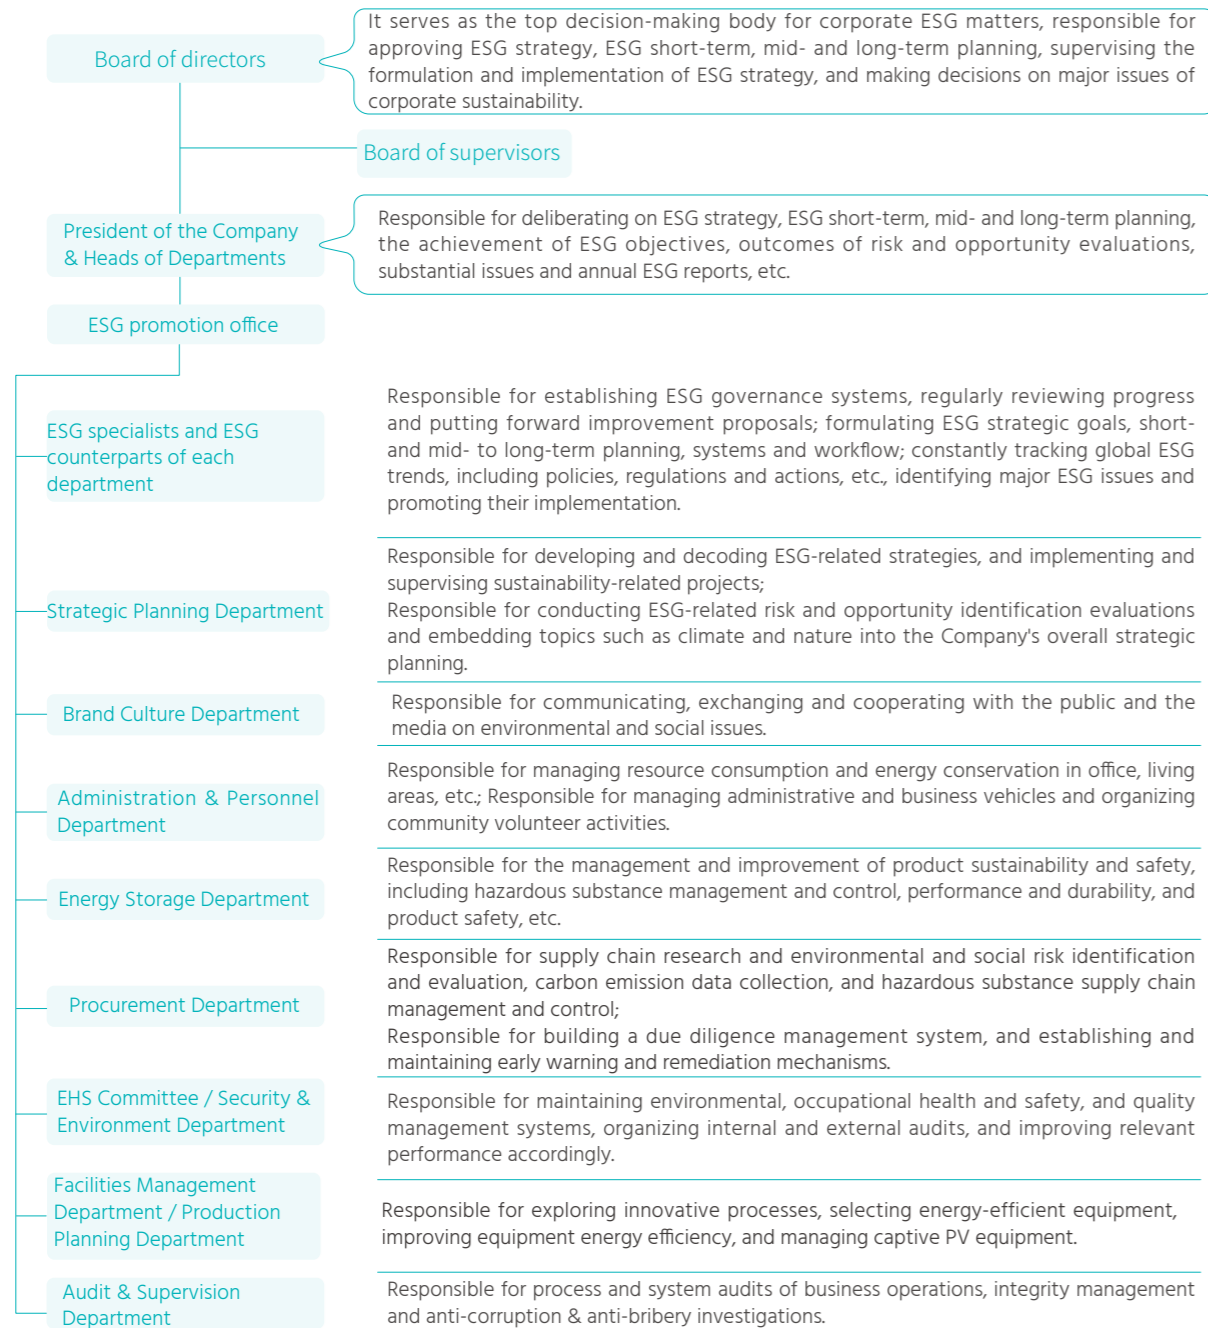 Board of directors
It serves as the top decision-making body for corporate ESG matters, responsible for
approving ESG strategy, ESG short-term, mid- and long-term planning, supervising the
formulation and implementation of ESG strategy, and making decisions on major issues of
corporate sustainability.
Board of supervisors
President of the Company
& Heads of Departments
Responsible for deliberating on ESG strategy, ESG short-term, mid- and long-term planning,
the achievement of ESG objectives, outcomes of risk and opportunity evaluations,
substantial issues and annual ESG reports, etc.
ESG promotion office
ESG specialists and ESG
counterparts of each
department
Responsible for establishing ESG governance systems, regularly reviewing progress
and putting forward improvement proposals; formulating ESG strategic goals, short-
and mid- to long-term planning, systems and workflow; constantly tracking global ESG
trends, including policies, regulations and actions, etc., identifying major ESG issues and
promoting their implementation.
Strategic Planning Department
Responsible for developing and decoding ESG-related strategies, and implementing and
supervising sustainability-related projects;
Responsible for conducting ESG-related risk and opportunity identification evaluations
and embedding topics such as climate and nature into the Company's overall strategic
planning.
Brand Culture Department
Responsible for communicating, exchanging and cooperating with the public and the
media on environmental and social issues.
Administration & Personnel
Department
Responsible for managing resource consumption and energy conservation in office, living
areas, etc.; Responsible for managing administrative and business vehicles and organizing
community volunteer activities.
Energy Storage Department
Responsible for the management and improvement of product sustainability and safety,
including hazardous substance management and control, performance and durability, and
product safety, etc.
Procurement Department
Responsible for supply chain research and environmental and social risk identification
and evaluation, carbon emission data collection, and hazardous substance supply chain
management and control;
Responsible for building a due diligence management system, and establishing and
maintaining early warning and remediation mechanisms.
EHS Committee / Security &
Environment Department
Responsible for maintaining environmental, occupational health and safety, and quality
management systems, organizing internal and external audits, and improving relevant
performance accordingly.
Facilities Management
Department / Production
Planning Department
Responsible for exploring innovative processes, selecting energy-efficient equipment,
improving equipment energy efficiency, and managing captive PV equipment.
Audit & Supervision
Department
Responsible for process and system audits of business operations, integrity management
and anti-corruption & anti-bribery investigations.